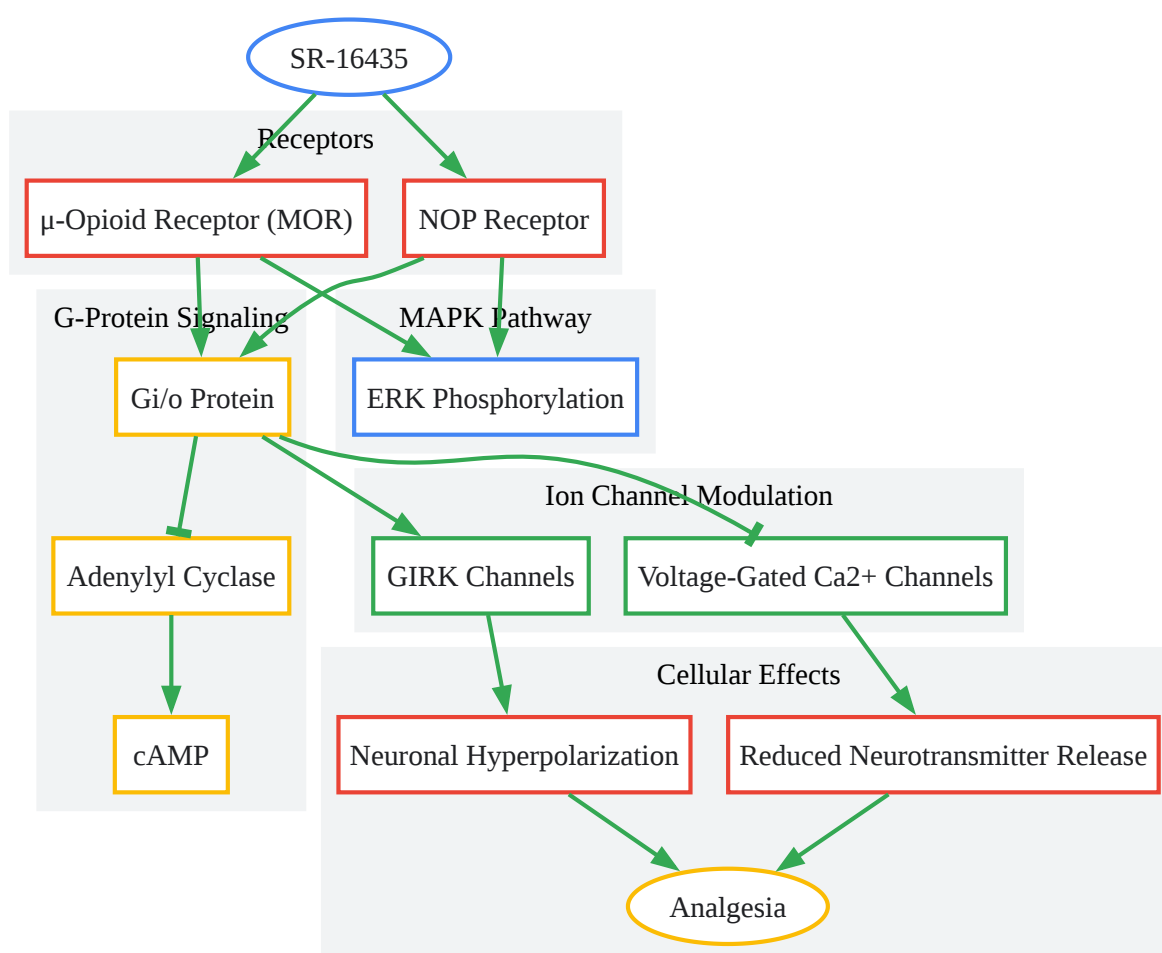 SR-16435
Receptors
μ-Opioid Receptor (MOR)
NOP Receptor
G-Protein Signaling
MAPK Pathway
Gi/o Protein
ERK Phosphorylation
Ion Channel Modulation
Adenylyl Cyclase
GIRK Channels
Voltage-Gated Ca2+ Channels
Cellular Effects
cAMP
Neuronal Hyperpolarization
Reduced Neurotransmitter Release
Analgesia